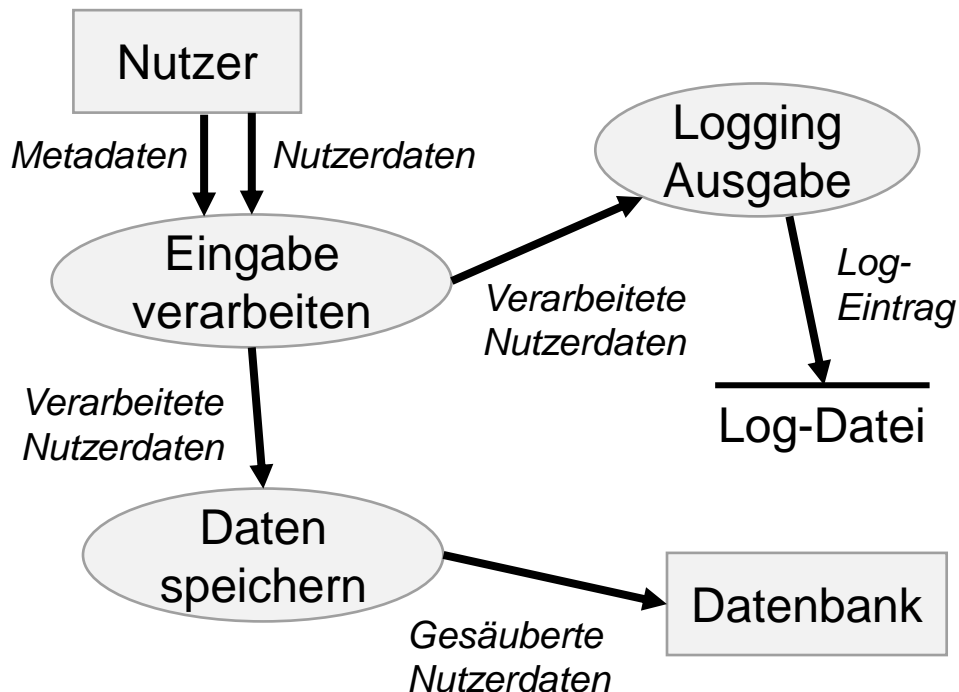 Nutzer
Metadaten
Nutzerdaten
Logging
Ausgabe
Eingabe
verarbeiten
Log-
Eintrag
Verarbeitete
Nutzerdaten
Verarbeitete
Nutzerdaten
Log-Datei
Daten
speichern
Datenbank
Gesäuberte
Nutzerdaten